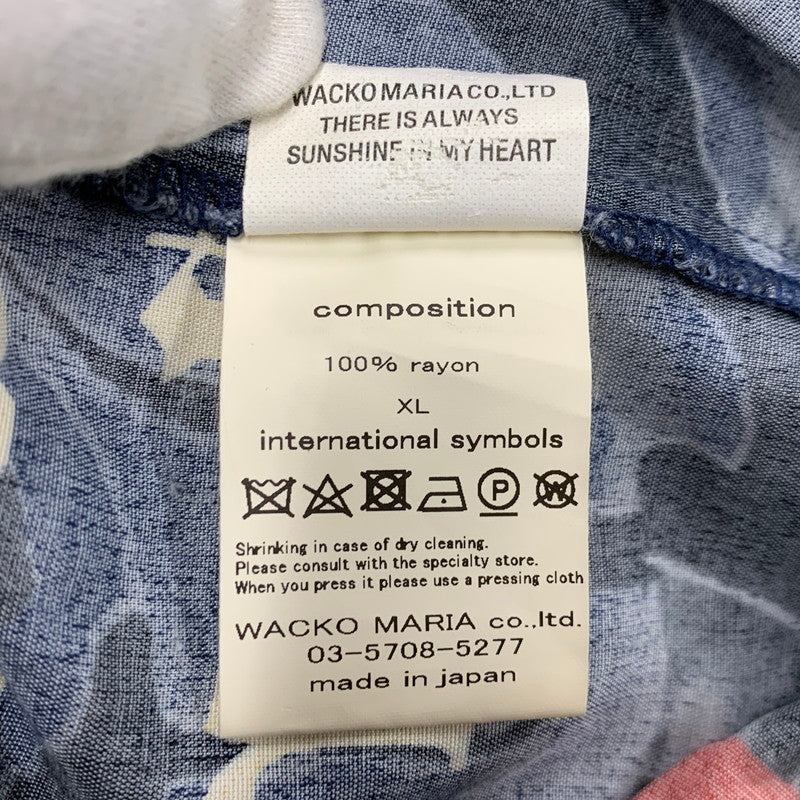 WACKO MARIA CO.,LTD
THERE IS ALWAYS
SUNSHINE IN MY HEART
composition
100% rayon
XL
international symbols
P W
Shrinking in case of dry cleaning.
Please consult with the specialty store.
When you press it please use a pressing cloth
WACKO MARIA co.,ltd.
03-5708-5277
made in japan